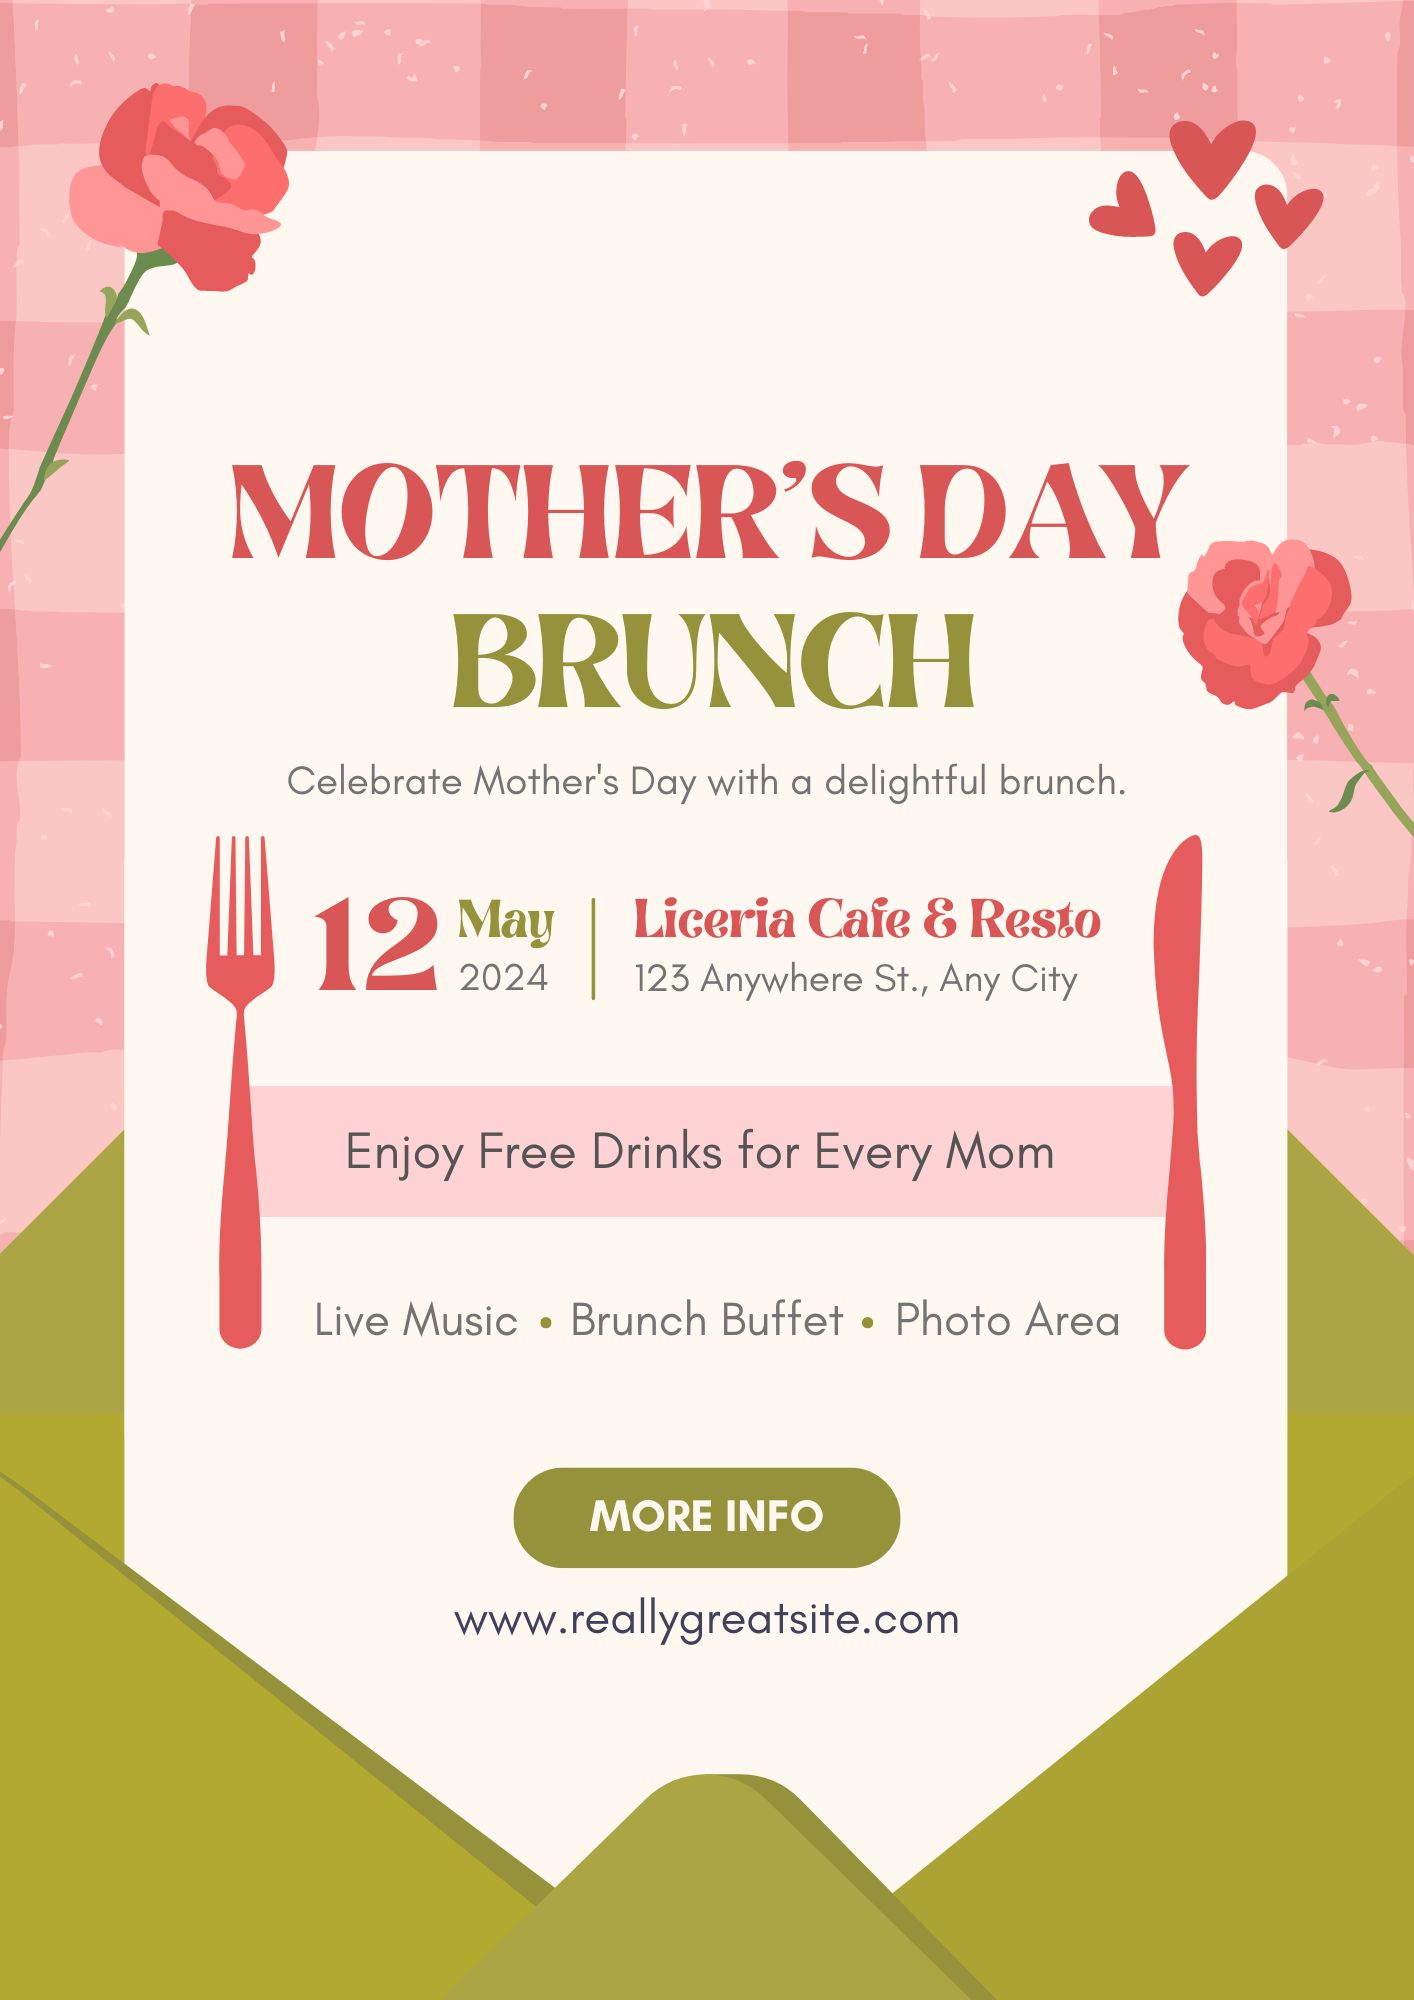 MOTHER’S DAY
BRUNCH
Celebrate Mother's Day with a delightful brunch.
12 May
2024
Liceria Cafe & Resto
123 Anywhere St., Any City
Enjoy Free Drinks for Every Mom
Live Music • Brunch Buffet • Photo Area
MORE INFO
www.reallygreatsite.com